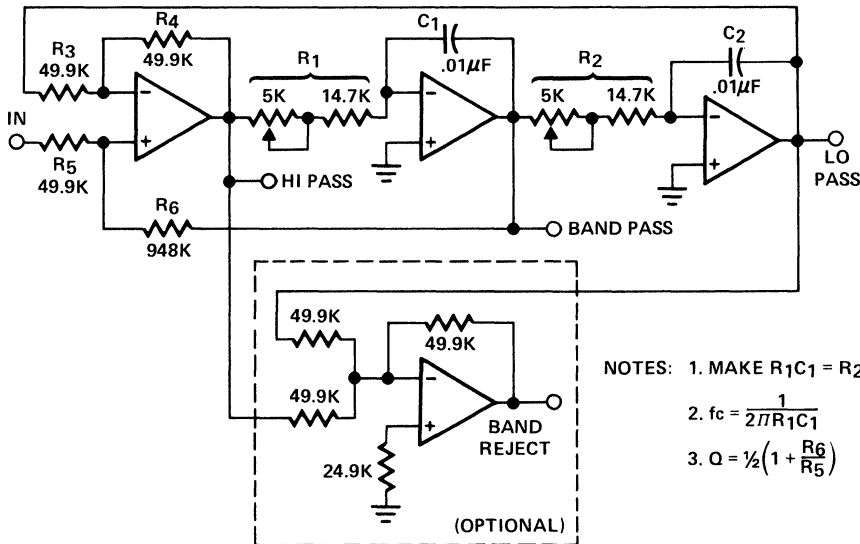 R4
49.9K
R3
49.9K
IN
R5
49.9K
R6
948K
R1
5K
14.7K
C1
.01µF
R2
5K
14.7K
C2
.01µF
−
+
−
+
−
+
HI PASS
BAND PASS
LO
PASS
49.9K
49.9K
49.9K
−
+
24.9K
BAND
REJECT
(OPTIONAL)
NOTES: 1. MAKE R1C1 = R2
2. fc = 1/2ΠR1C1
3. Q = ½(1 + R6/R5)